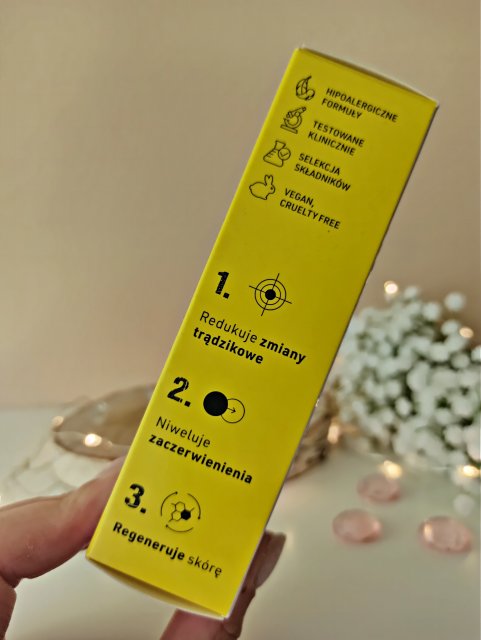 HIPOALERGICZNE
FORMUŁY
TESTOWANE
KLINICZNIE
SELEKCJA
SKŁADNIKÓW
VEGAN,
CRUELTY FREE
1.
Redukuje zmiany
trądzikowe
2.
Niweluje
zaczerwienienia
3.
Regeneruje skórę